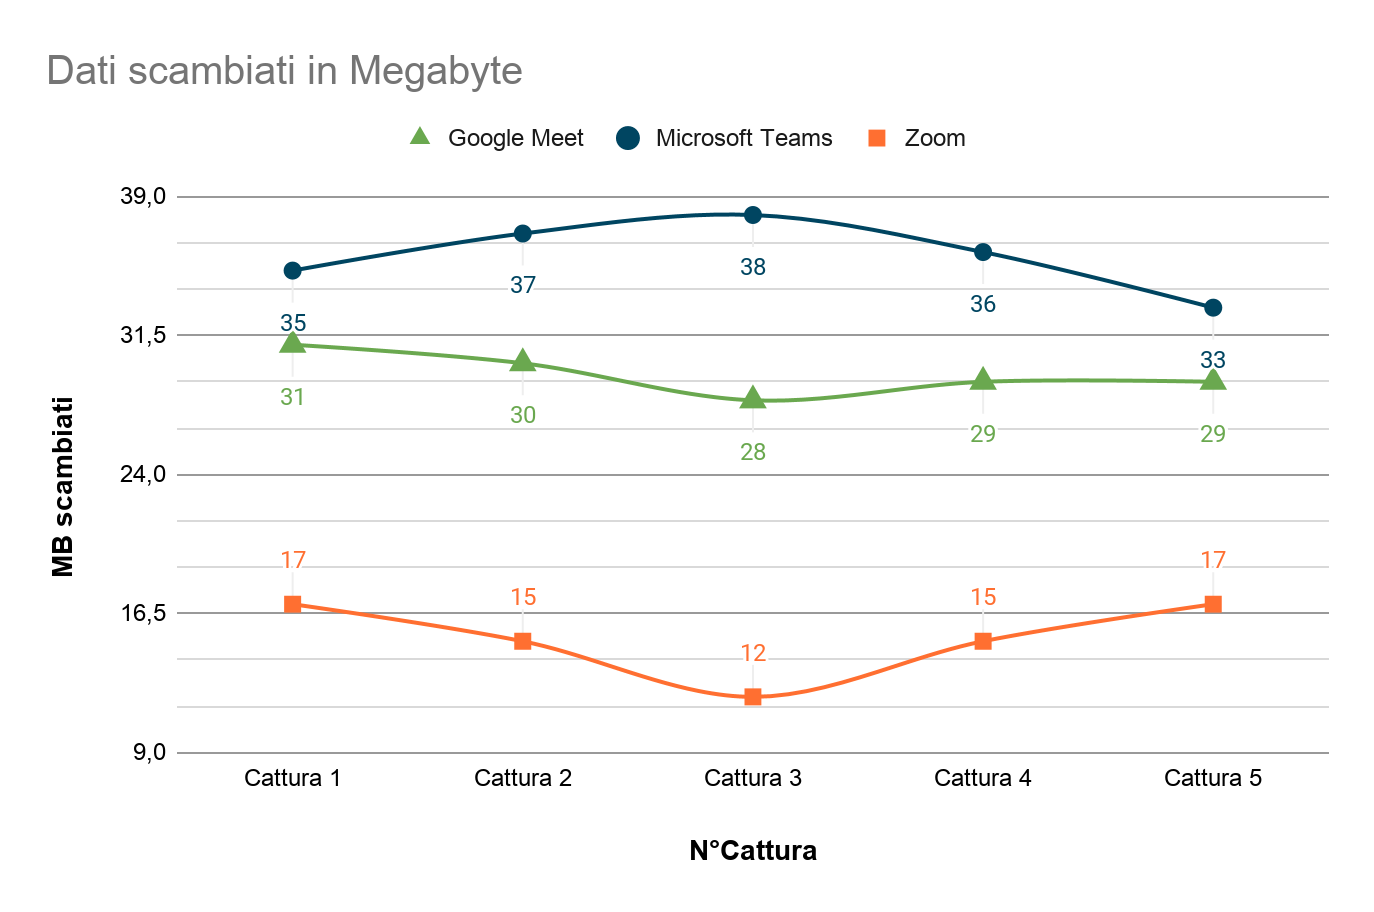 Dati scambiati in Megabyte
Google Meet Microsoft Teams Zoom
39,0
31,5
24,0
16,5
9,0
MB scambiati
35 37 38 36 33
31 30 28 29 29
17 15 12 15 17
Cattura 1 Cattura 2 Cattura 3 Cattura 4 Cattura 5
N°Cattura